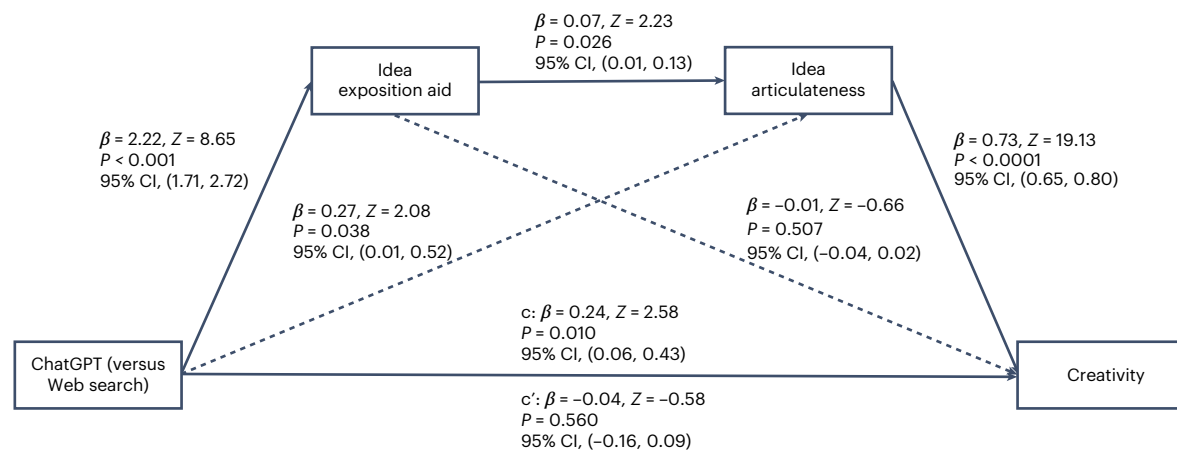 β = 0.07, Z = 2.23
P = 0.026
95% CI, (0.01, 0.13)
Idea
exposition aid
Idea
articulateness
β = 2.22, Z = 8.65
P < 0.001
95% CI, (1.71, 2.72)
β = 0.73, Z = 19.13
P < 0.0001
95% CI, (0.65, 0.80)
β = 0.27, Z = 2.08
P = 0.038
95% CI, (0.01, 0.52)
β = –0.01, Z = –0.66
P = 0.507
95% CI, (–0.04, 0.02)
c: β = 0.24, Z = 2.58
P = 0.010
95% CI, (0.06, 0.43)
ChatGPT (versus
Web search)
Creativity
c′: β = –0.04, Z = –0.58
P = 0.560
95% CI, (–0.16, 0.09)